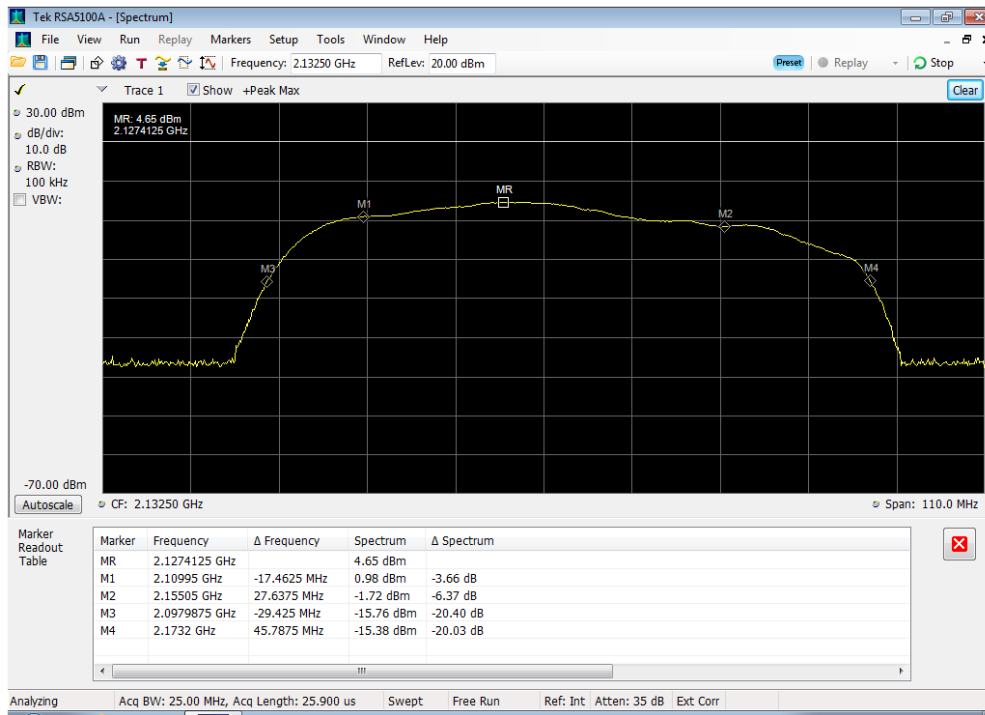 Tek RSA5100A - [Spectrum]
File View Run Replay Markers Setup Tools Window Help
T Frequency: 2.13250 GHz RefLev: 20.00 dBm Preset Replay Stop
Trace 1 Show +Peak Max Clear
30.00 dBm
dB/div:
10.0 dB
RBW:
100 kHz
VBW:
MR: 4.65 dBm
2.1274125 GHz
MR
M1
M2
M3
M4
-70.00 dBm
Autoscale CF: 2.13250 GHz Span: 110.0 MHz
Marker
Readout
Table
Marker Frequency Δ Frequency Spectrum Δ Spectrum
MR 2.1274125 GHz 4.65 dBm
M1 2.10995 GHz -17.4625 MHz 0.98 dBm -3.66 dB
M2 2.15505 GHz 27.6375 MHz -1.72 dBm -6.37 dB
M3 2.0979875 GHz -29.425 MHz -15.76 dBm -20.40 dB
M4 2.1732 GHz 45.7875 MHz -15.38 dBm -20.03 dB
Analyzing Acq BW: 25.00 MHz, Acq Length: 25.900 us Swept Free Run Ref: Int Atten: 35 dB Ext Corr